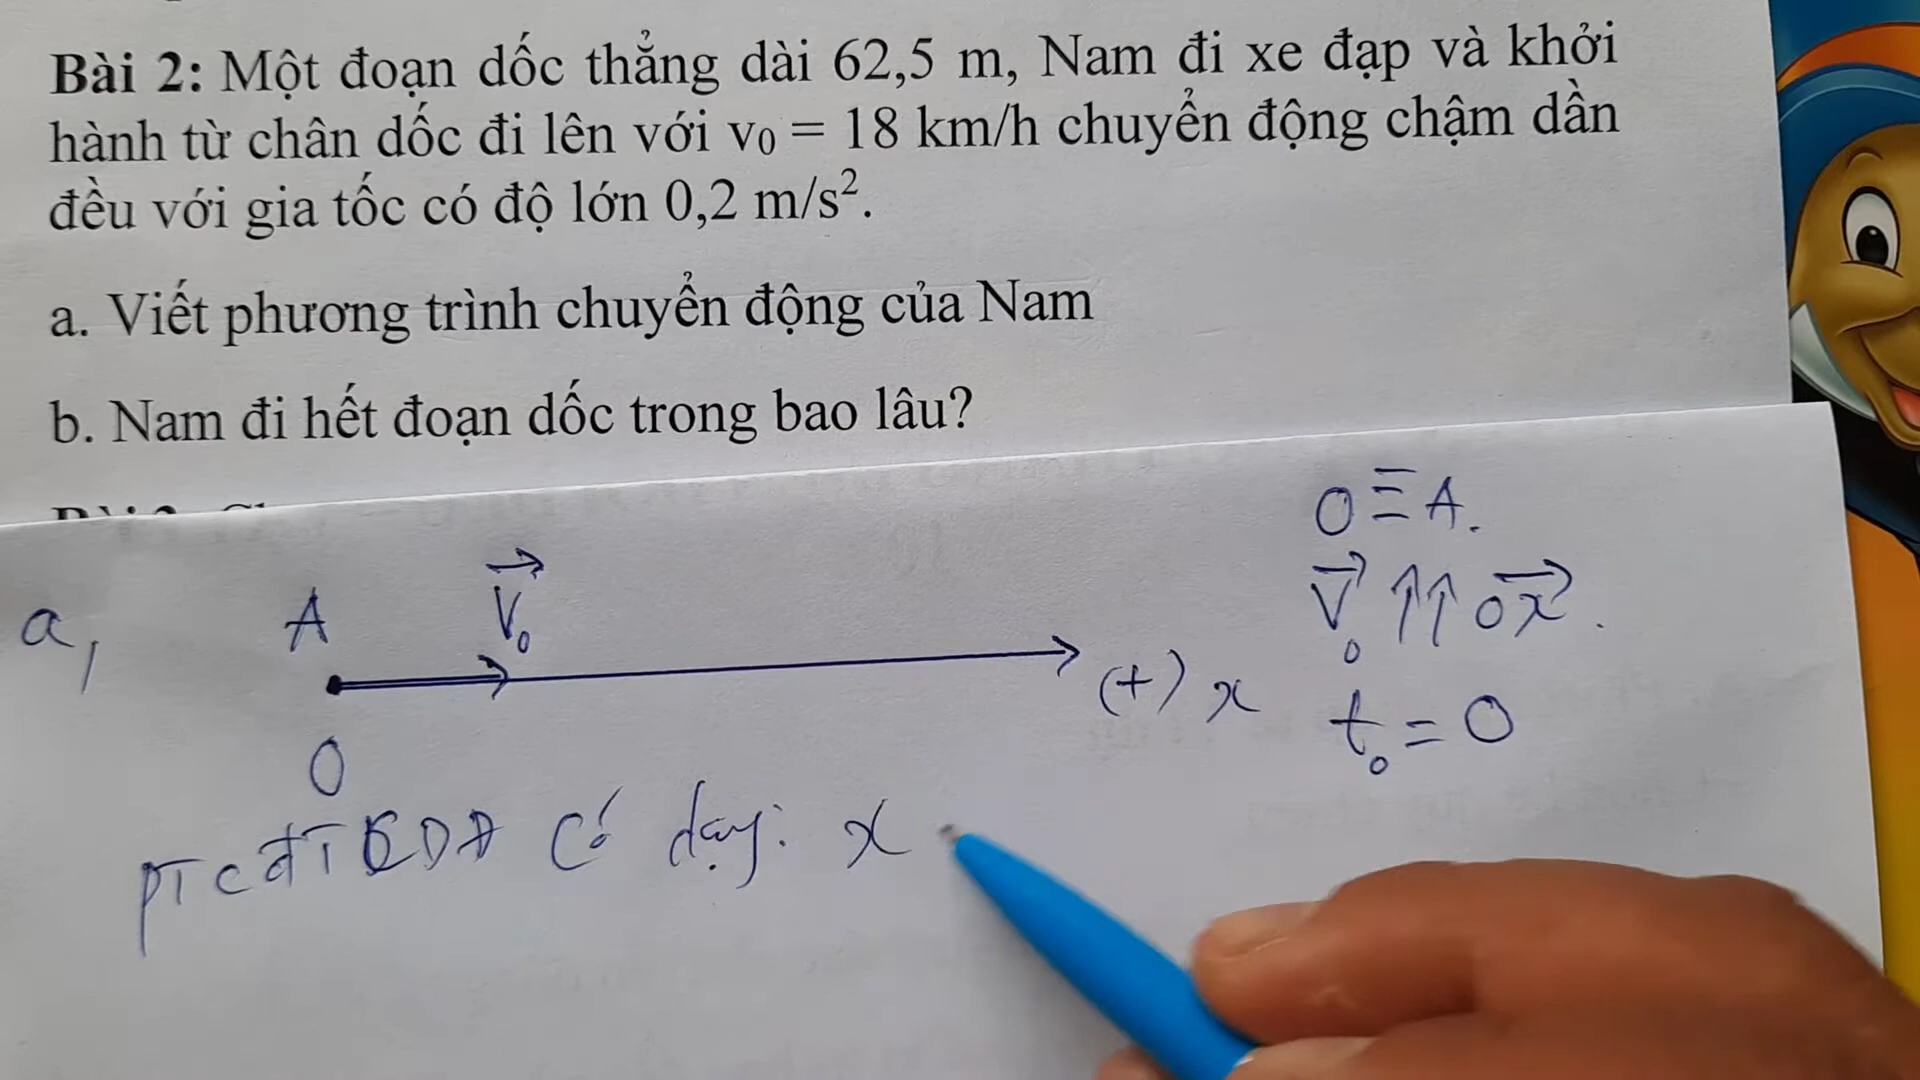 Bài 2: Một đoạn dốc thẳng dài 62,5 m, Nam đi xe đạp và khởi
hành từ chân dốc đi lên với v₀ = 18 km/h chuyển động chậm dần
đều với gia tốc có độ lớn 0,2 m/s².
a. Viết phương trình chuyển động của Nam
b. Nam đi hết đoạn dốc trong bao lâu?
O ≡ A.
a,
A
V₀
V₀ ↑↑ Ox.
(+) x
t₀ = 0
O
có dạng: x